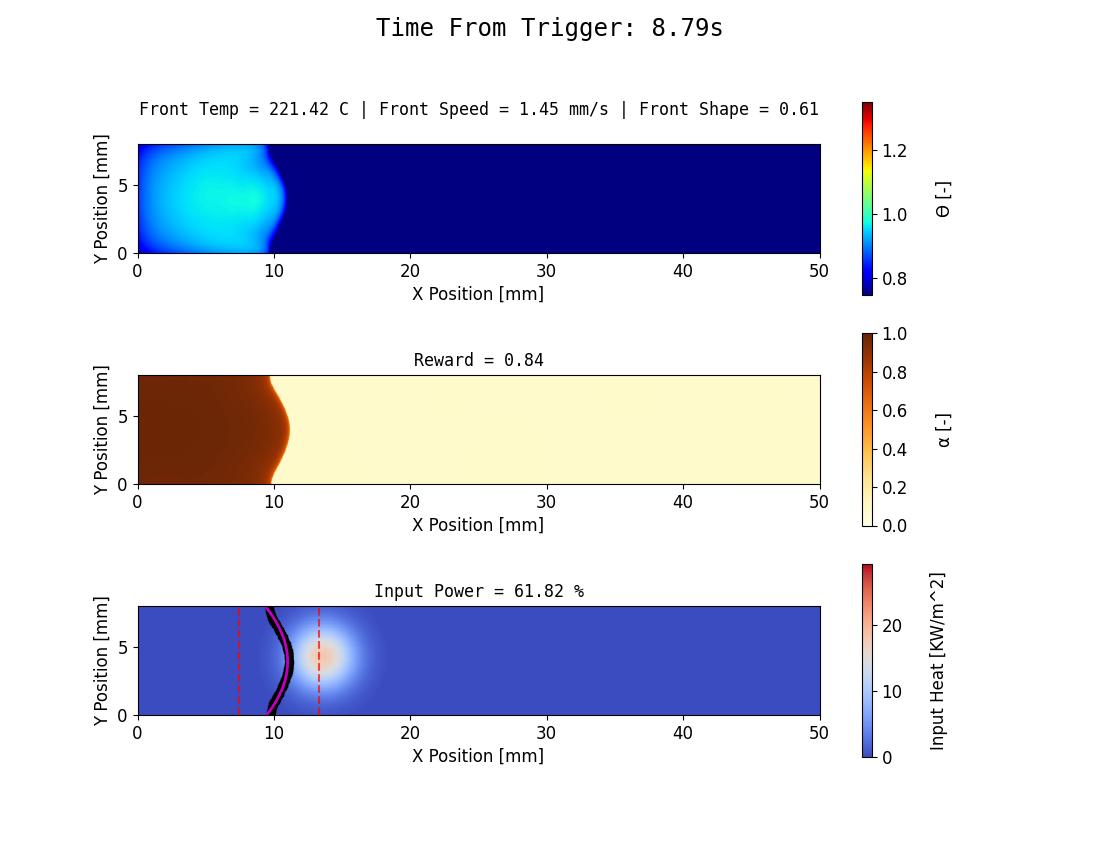 Time From Trigger: 8.79s
Front Temp = 221.42 C | Front Speed = 1.45 mm/s | Front Shape = 0.61
Y Position [mm]
5
0
0 10 20 30 40 50
X Position [mm]
1.2
1.0
0.8
Θ [-]
Reward = 0.84
Y Position [mm]
5
0
0 10 20 30 40 50
X Position [mm]
1.0
0.8
0.6
0.4
0.2
0.0
α [-]
Input Power = 61.82 %
Y Position [mm]
5
0
0 10 20 30 40 50
X Position [mm]
20
10
0
Input Heat [KW/m^2]